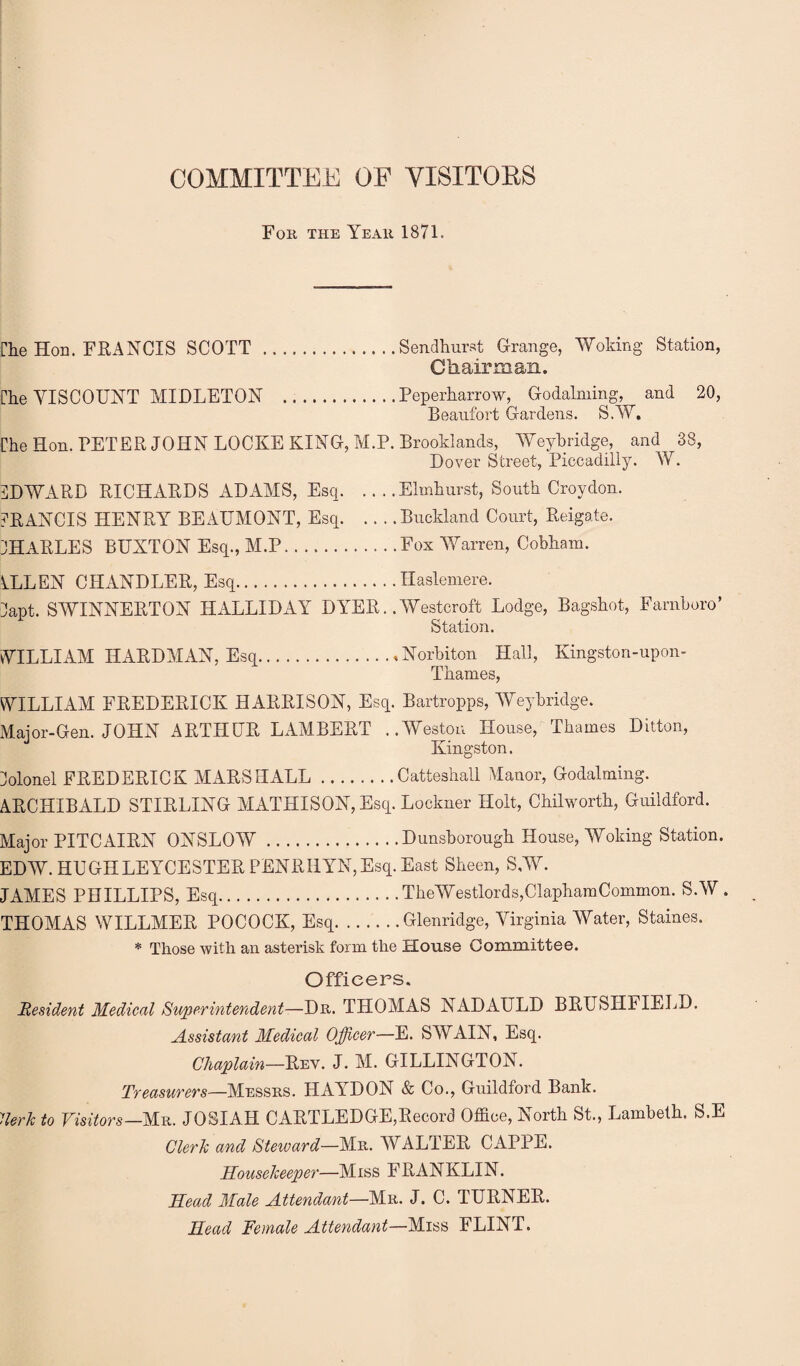 COMMITTEE OF VISITORS
For the Year 1871.
The Hon. FRANCIS SCOTT ..............Sendhurst Grange, Woking Station,
Chairman.
The VISCOUNT MIDLETON ............Peperharrow, Godalming, and 20,
Beaufort Gardens. S.W.
The Hon. PETER JOHN LOCKE KING, M.P. Brooklands, Weybridge, and 38,
Dover Street, Piccadilly. W.
EDWARD RICHARDS ADAMS, Esq. .....Elmhurst, South Croydon.
FRANCIS HENRY BEAUMONT, Esq. .....Buckland Court, Reigate.
CHARLES BUXTON Esq., M.P............Fox Warren, Cobham.
ALLEN CHANDLER, Esq.................Haslemere.
Capt. SWINNERTON HALLIDAY DYER..Westcroft Lodge, Bagshot, Farnboro'
Station.
WILLIAM HARDMAN, Esq...............Norbiton Hall, Kingston-upon-
Thames,
WILLIAM FREDERICK HARRISON, Esq. Bartropps, Weybridge.
Major-Gen. JOHN ARTHUR LAMBERT ..Weston House, Thames Ditton,
Kingston.
Colonel FREDERICK MARSHALL ........Catteshall Manor, Godalming.
ARCHIBALD STIRLING MATHISON, Esq. Lockner Holt, Chilworth, Guildford.
Major PITCAIRN ONSLOW ..............Dunsborough House, Woking Station.
EDW. HUGH LEYCESTER PENRHYN, Esq. East Sheen, S.W.
JAMES PHILLIPS, Esq...................The Westlords, Clapham Common. S.W.
THOMAS WILLMER POCOCK, Esq. .......Glenridge, Virginia Water, Staines.
* Those with an asterisk form the House Committee.
Officers.
Resident Medical Superintendent—Dr. THOMAS NADAULD BRUSHFIELD.
Assistant Medical Officer—E. SWAIN, Esq.
Chaplain—Rev. J. M. GILLINGTON.
Treasurers—Messrs. HAYDON & Co., Guildford Bank.
Clerk to Visitors—Mr. JOSIAH CARTLEDGE, Record Office, North St., Lambeth. S.E
Clerk and Steward—Mr. WALTER CAPPE.
Housekeeper—Miss FRANKLIN.
Head Male Attendant—Mr. J. C. TURNER.
Head Female Attendant—Miss FLINT.